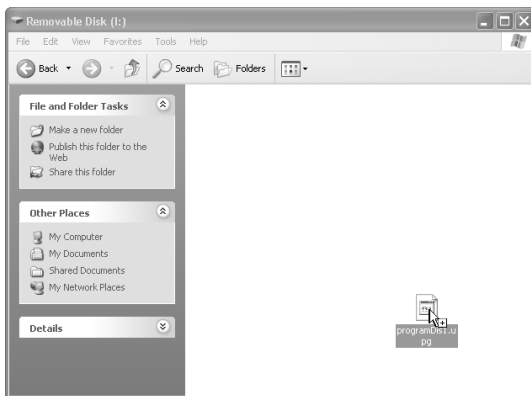 Removable Disk (I:)
File Edit View Favorites Tools Help
Back Search Folders
File and Folder Tasks
Make a new folder
Publish this folder to the
Web
Share this folder
Other Places
My Computer
My Documents
Shared Documents
My Network Places
Details
pg